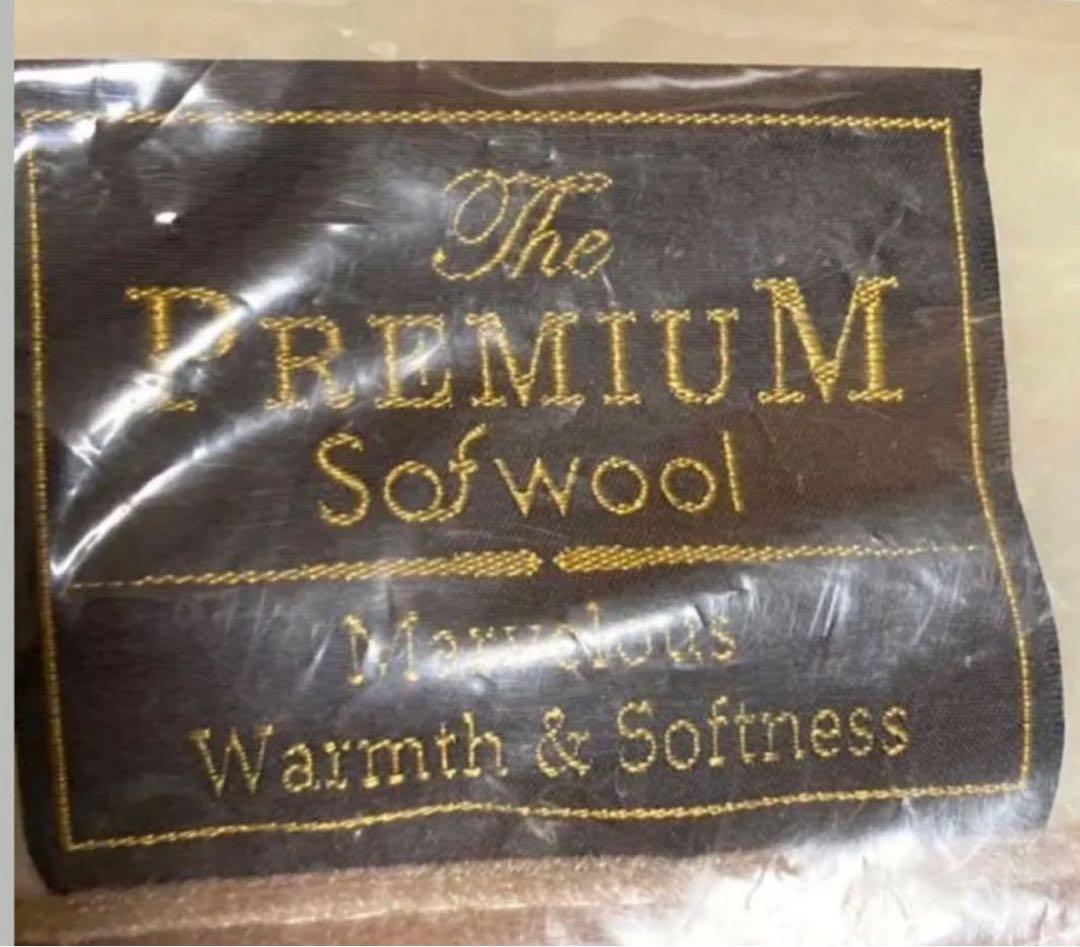 The
PREMIUM
Sofwool
Marvelous
Warmth & Softness